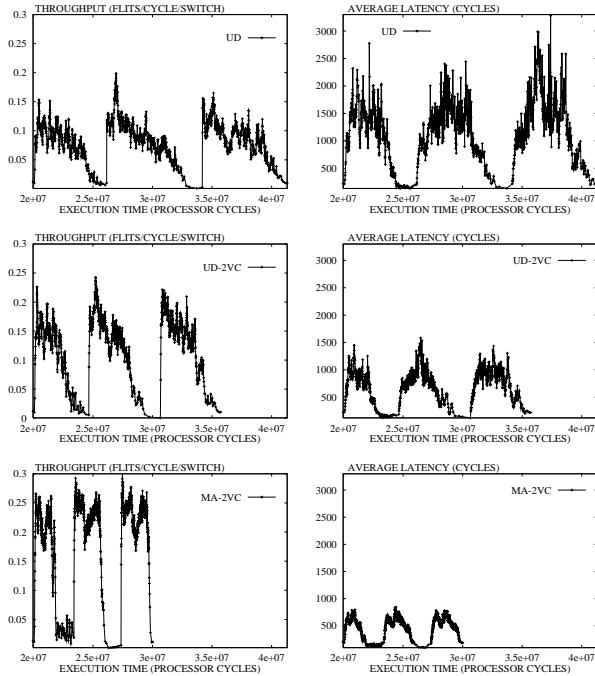 THROUGHPUT (FLITS/CYCLE/SWITCH)
0.3
UD
0.25
0.2
0.15
0.1
0.05
2e+07 2.5e+07 3e+07 3.5e+07 4e+07
EXECUTION TIME (PROCESSOR CYCLES)
AVERAGE LATENCY (CYCLES)
UD
3000
2500
2000
1500
1000
500
2e+07 2.5e+07 3e+07 3.5e+07 4e+07
EXECUTION TIME (PROCESSOR CYCLES)
THROUGHPUT (FLITS/CYCLE/SWITCH)
0.3
UD-2VC
0.25
0.2
0.15
0.1
0.05
0
2e+07 2.5e+07 3e+07 3.5e+07 4e+07
EXECUTION TIME (PROCESSOR CYCLES)
AVERAGE LATENCY (CYCLES)
UD-2VC
3000
2500
2000
1500
1000
500
2e+07 2.5e+07 3e+07 3.5e+07 4e+07
EXECUTION TIME (PROCESSOR CYCLES)
THROUGHPUT (FLITS/CYCLE/SWITCH)
0.3
MA-2VC
0.25
0.2
0.15
0.1
0.05
0
2e+07 2.5e+07 3e+07 3.5e+07 4e+07
EXECUTION TIME (PROCESSOR CYCLES)
AVERAGE LATENCY (CYCLES)
MA-2VC
3000
2500
2000
1500
1000
500
2e+07 2.5e+07 3e+07 3.5e+07 4e+07
EXECUTION TIME (PROCESSOR CYCLES)